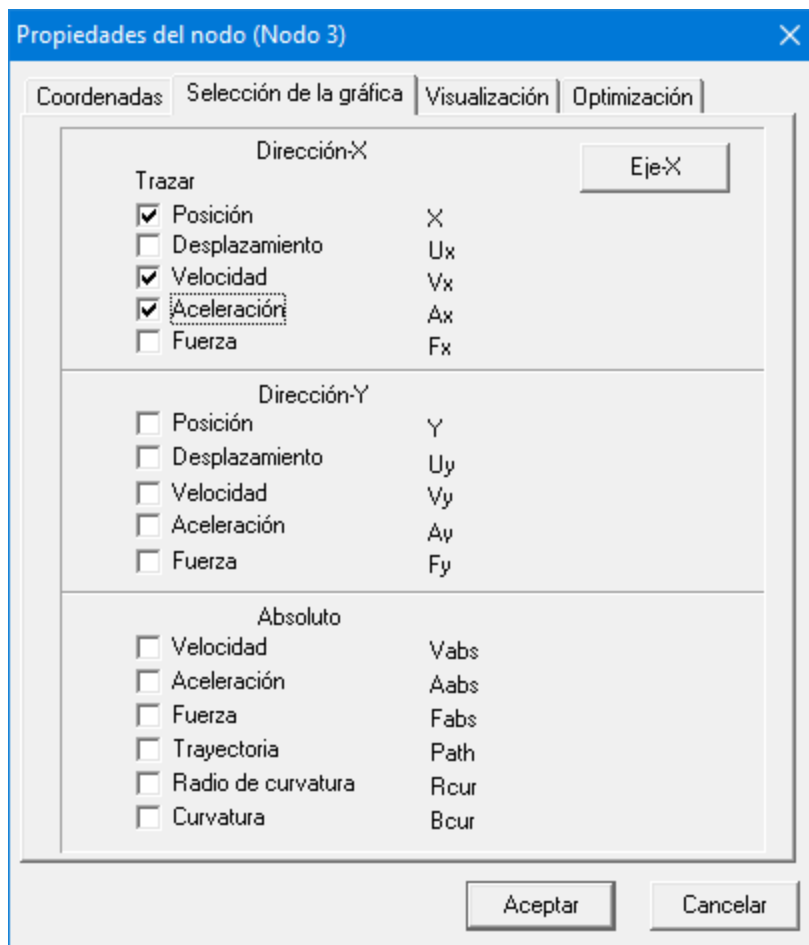 Propiedades del nodo (Nodo 3)
Coordenadas Selección de la gráfica Visualización Optimización
Dirección-X
Eje-X
Trazar
Posición X
Desplazamiento Ux
Velocidad Vx
Aceleración Ax
Fuerza Fx
Dirección-Y
Posición Y
Desplazamiento Uy
Velocidad Vy
Aceleración Ay
Fuerza Fy
Absoluto
Velocidad Vabs
Aceleración Aabs
Fuerza Fabs
Trayectoria Path
Radio de curvatura Rcur
Curvatura Bcur
Aceptar Cancelar